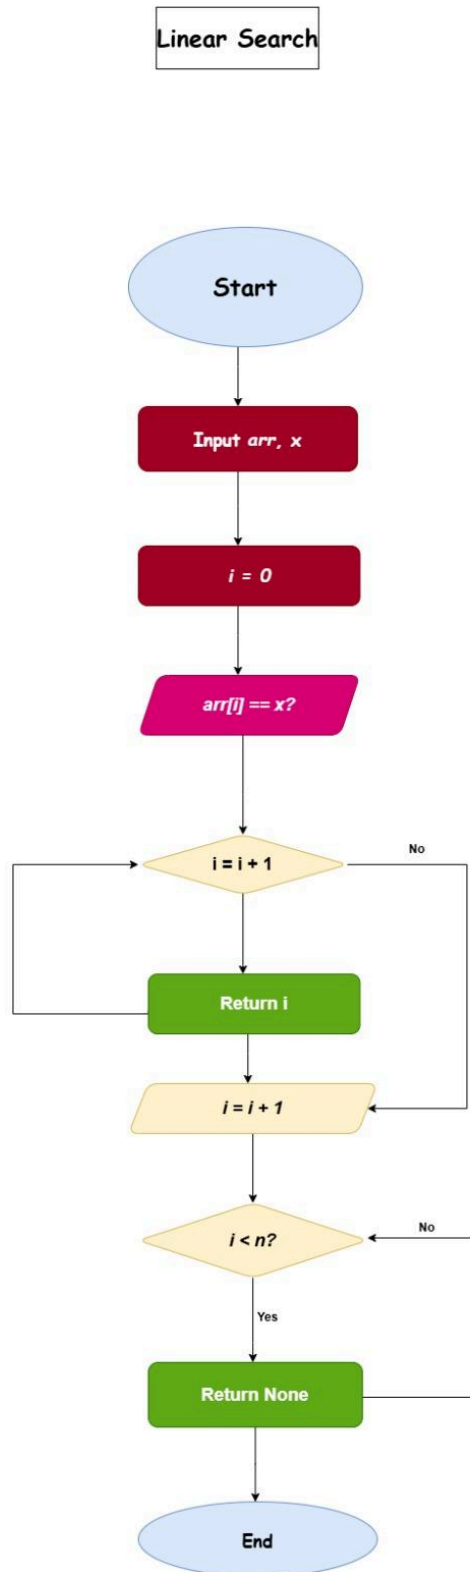 Linear Search
Start
Input arr, x
i = 0
arr[i] == x?
i = i + 1
No
Return i
i = i + 1
i < n?
No
Yes
Return None
End